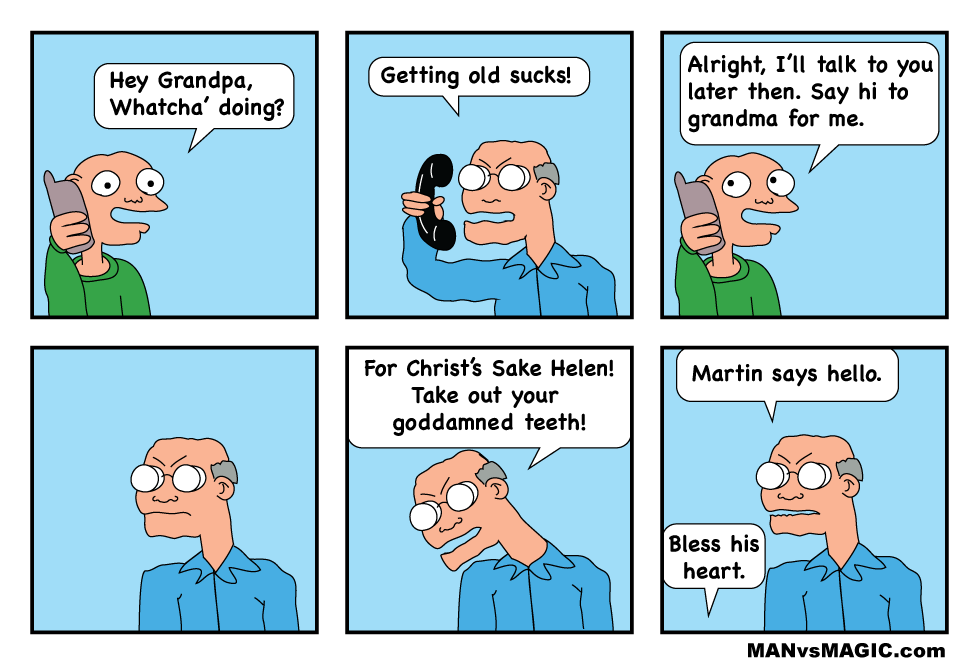 Hey Grandpa,
Whatcha' doing?
Getting old sucks!
Alright, I'll talk to you
later then. Say hi to
grandma for me.
For Christ's Sake Helen!
Take out your
goddamned teeth!
Martin says hello.
Bless his
heart.
MANvsMAGIC.com